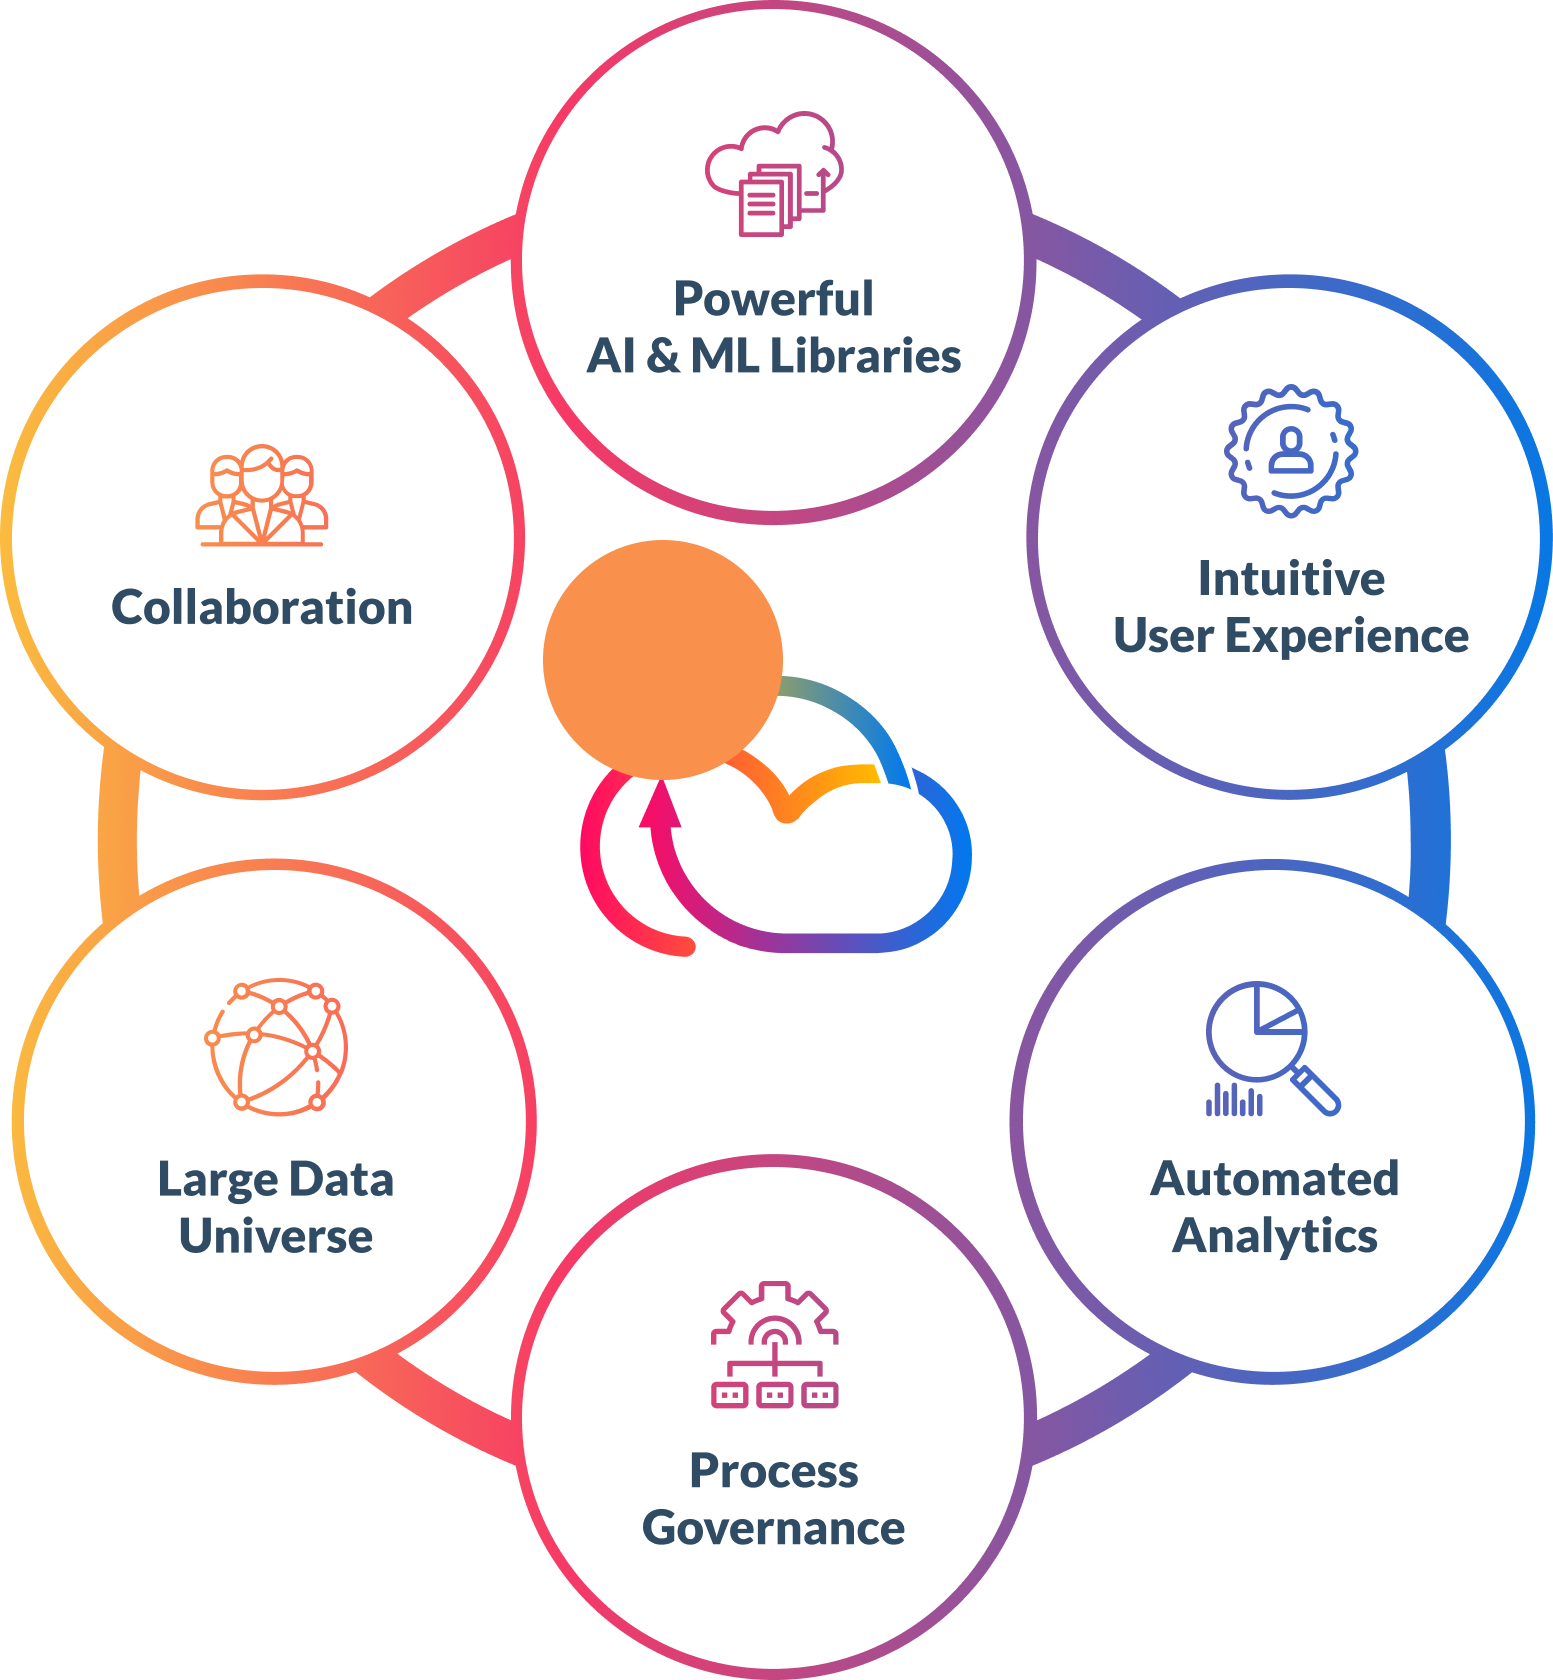 Powerful
AI & ML Libraries
Intuitive
User Experience
Automated
Analytics
Process
Governance
Large Data
Universe
Collaboration